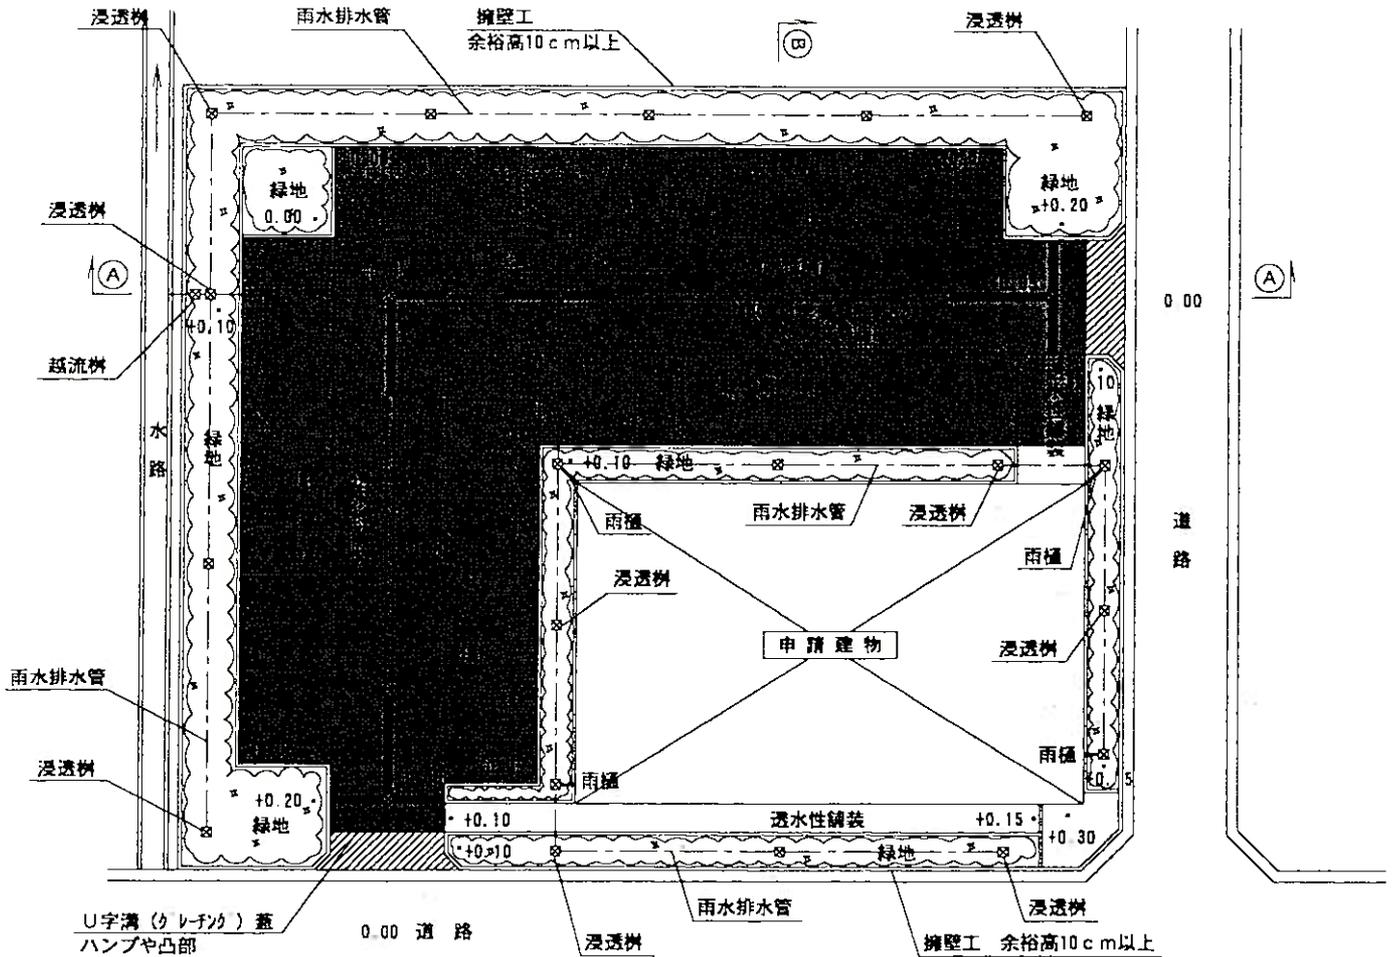 浸透桝
雨水排水管
擁壁工
余裕高10cm以上
Ⓑ
浸透桝
緑地
0.00
緑地
+0.20
浸透桝
Ⓐ
Ⓐ
0 00
+0.10
越流桝
10
緑地
水路
緑地
+0.10 緑地
雨樋
雨水排水管
浸透桝
道路
雨樋
浸透桝
申請建物
浸透桝
雨水排水管
雨樋
雨樋
浸透桝
+0.20
緑地
+0.10
透水性舗装
+0.15
+0.30
+0.10
緑地
雨水排水管
浸透桝
U字溝(グレーチング)蓋
ハンプや凸部
0.00 道路
浸透桝
擁壁工 余裕高10cm以上